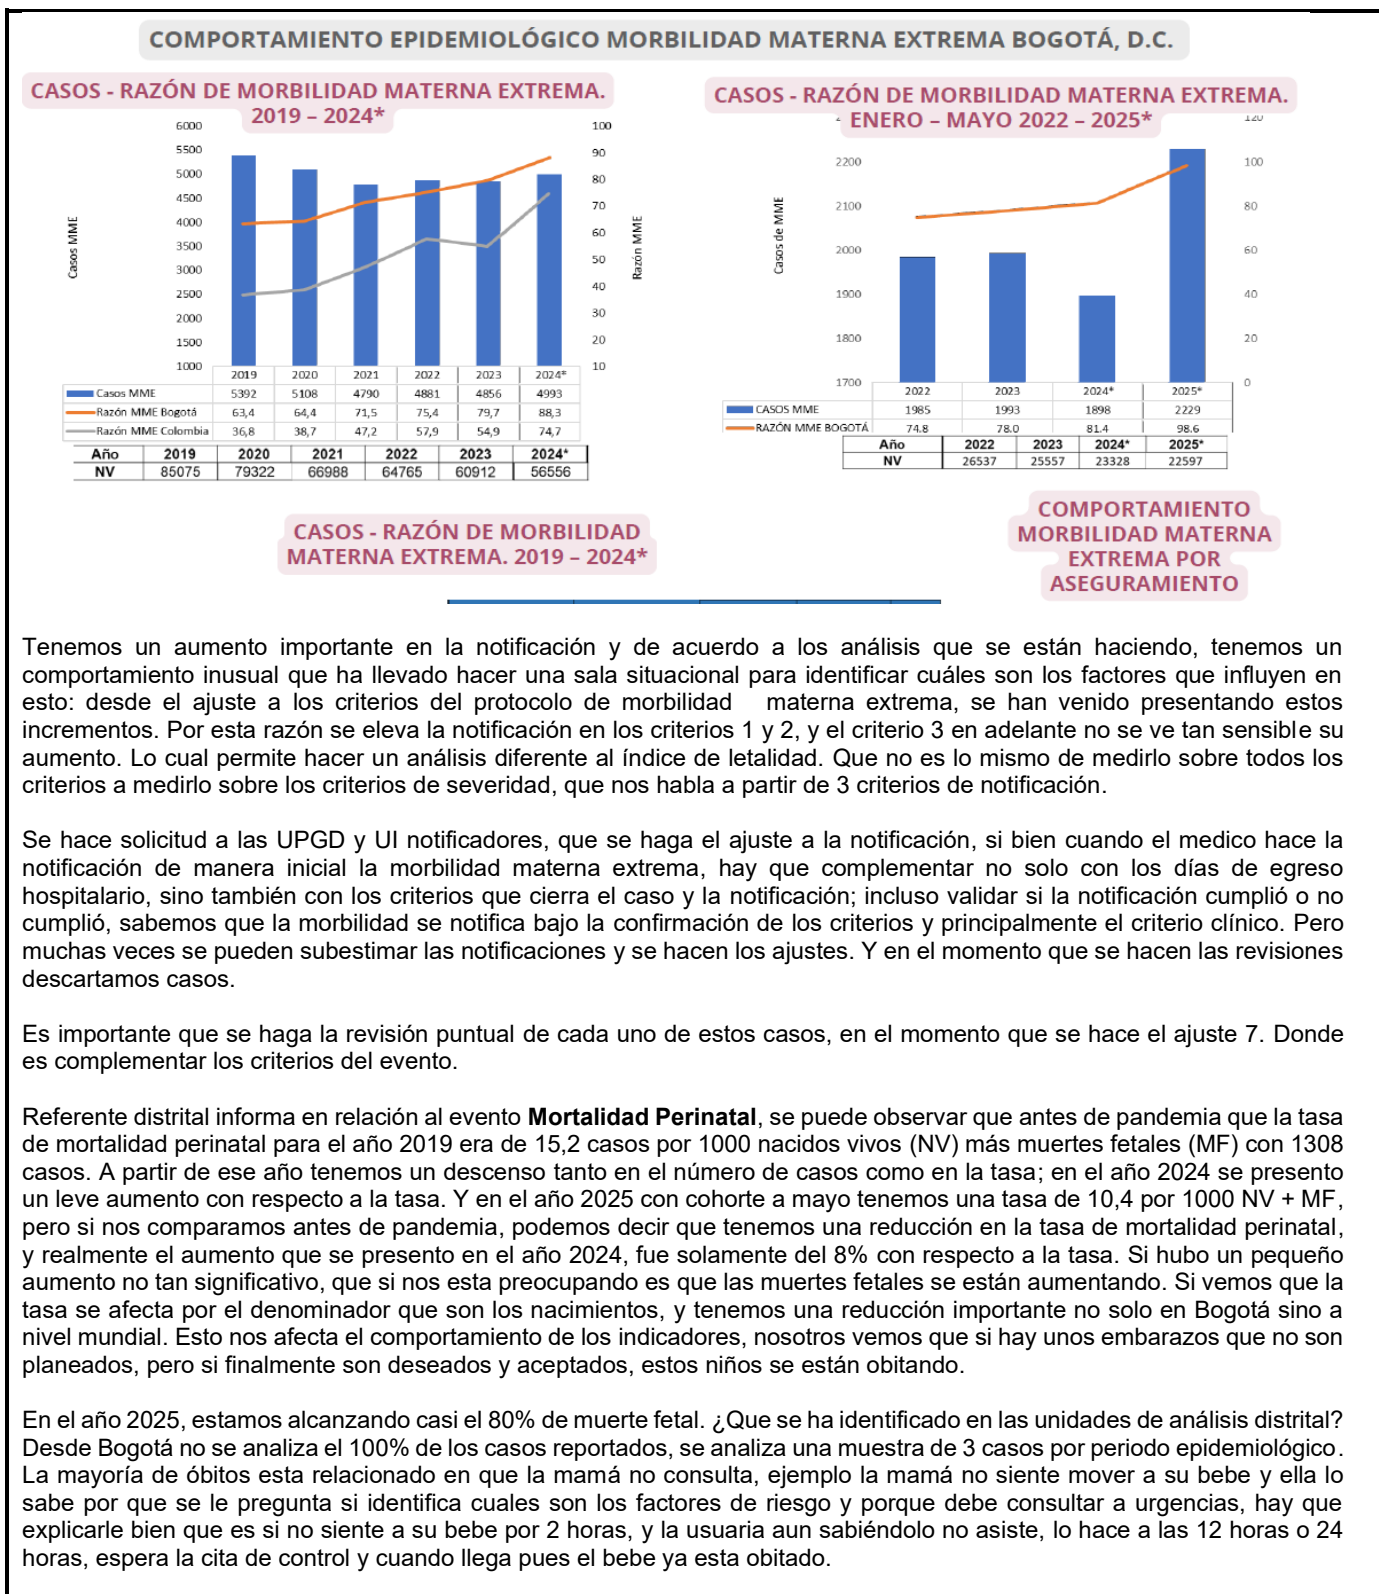 COMPORTAMIENTO EPIDEMIOLÓGICO MORBILIDAD MATERNA EXTREMA BOGOTÁ, D.C.
CASOS - RAZÓN DE MORBILIDAD MATERNA EXTREMA.
2019 – 2024*
6000
5500
5000
4500
4000
3500
3000
2500
2000
1500
1000
Casos MME
100
90
80
70
60
50
40
30
20
10
Razón MME
2019 2020 2021 2022 2023 2024*
Casos MME 5392 5108 4790 4881 4856 4993
Razón MME Bogotá 63,4 64,4 71,5 75,4 79,7 88,3
Razón MME Colombia 36,8 38,7 47,2 57,9 54,9 74,7
Año 2019 2020 2021 2022 2023 2024*
NV 85075 79322 66988 64765 60912 56556
CASOS - RAZÓN DE MORBILIDAD MATERNA EXTREMA.
ENERO – MAYO 2022 – 2025*
2200
2100
2000
1900
1800
1700
Casos de MME
120
100
80
60
40
20
0
2022 2023 2024* 2025*
CASOS MME 1985 1993 1898 2229
RAZÓN MME BOGOTÁ 74.8 78.0 81.4 98.6
Año 2022 2023 2024* 2025*
NV 26537 25557 23328 22597
CASOS - RAZÓN DE MORBILIDAD
MATERNA EXTREMA. 2019 – 2024*
COMPORTAMIENTO
MORBILIDAD MATERNA
EXTREMA POR
ASEGURAMIENTO
Tenemos un aumento importante en la notificación y de acuerdo a los análisis que se están haciendo, tenemos un
comportamiento inusual que ha llevado hacer una sala situacional para identificar cuáles son los factores que influyen en
esto: desde el ajuste a los criterios del protocolo de morbilidad materna extrema, se han venido presentando estos
incrementos. Por esta razón se eleva la notificación en los criterios 1 y 2, y el criterio 3 en adelante no se ve tan sensible su
aumento. Lo cual permite hacer un análisis diferente al índice de letalidad. Que no es lo mismo de medirlo sobre todos los
criterios a medirlo sobre los criterios de severidad, que nos habla a partir de 3 criterios de notificación.
Se hace solicitud a las UPGD y UI notificadores, que se haga el ajuste a la notificación, si bien cuando el medico hace la
notificación de manera inicial la morbilidad materna extrema, hay que complementar no solo con los días de egreso
hospitalario, sino también con los criterios que cierra el caso y la notificación; incluso validar si la notificación cumplió o no
cumplió, sabemos que la morbilidad se notifica bajo la confirmación de los criterios y principalmente el criterio clínico. Pero
muchas veces se pueden subestimar las notificaciones y se hacen los ajustes. Y en el momento que se hacen las revisiones
descartamos casos.
Es importante que se haga la revisión puntual de cada uno de estos casos, en el momento que se hace el ajuste 7. Donde
es complementar los criterios del evento.
Referente distrital informa en relación al evento Mortalidad Perinatal, se puede observar que antes de pandemia que la tasa
de mortalidad perinatal para el año 2019 era de 15,2 casos por 1000 nacidos vivos (NV) más muertes fetales (MF) con 1308
casos. A partir de ese año tenemos un descenso tanto en el número de casos como en la tasa; en el año 2024 se presento
un leve aumento con respecto a la tasa. Y en el año 2025 con cohorte a mayo tenemos una tasa de 10,4 por 1000 NV + MF,
pero si nos comparamos antes de pandemia, podemos decir que tenemos una reducción en la tasa de mortalidad perinatal,
y realmente el aumento que se presento en el año 2024, fue solamente del 8% con respecto a la tasa. Si hubo un pequeño
aumento no tan significativo, que si nos esta preocupando es que las muertes fetales se están aumentando. Si vemos que la
tasa se afecta por el denominador que son los nacimientos, y tenemos una reducción importante no solo en Bogotá sino a
nivel mundial. Esto nos afecta el comportamiento de los indicadores, nosotros vemos que si hay unos embarazos que no son
planeados, pero si finalmente son deseados y aceptados, estos niños se están obitando.
En el año 2025, estamos alcanzando casi el 80% de muerte fetal. ¿Que se ha identificado en las unidades de análisis distrital?
Desde Bogotá no se analiza el 100% de los casos reportados, se analiza una muestra de 3 casos por periodo epidemiológico.
La mayoría de óbitos esta relacionado en que la mamá no consulta, ejemplo la mamá no siente mover a su bebe y ella lo
sabe por que se le pregunta si identifica cuales son los factores de riesgo y porque debe consultar a urgencias, hay que
explicarle bien que es si no siente a su bebe por 2 horas, y la usuaria aun sabiéndolo no asiste, lo hace a las 12 horas o 24
horas, espera la cita de control y cuando llega pues el bebe ya esta obitado.